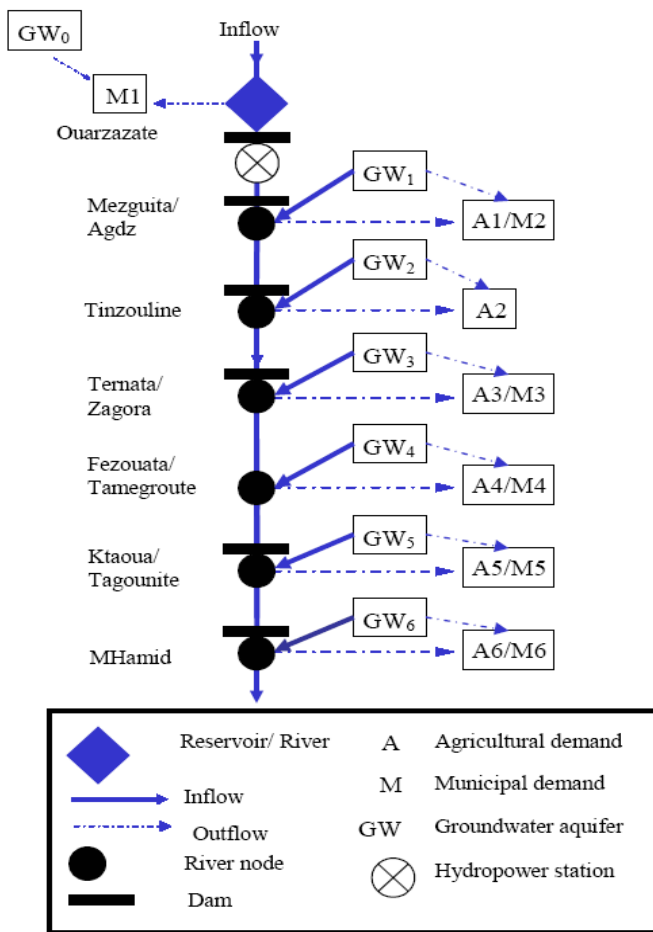 GW0
Inflow
M1
Ouarzazate
Mezguita/
Agdz
GW1
A1/M2
GW2
Tinzouline
A2
Ternata/
Zagora
GW3
A3/M3
Fezouata/
Tamegroute
GW4
A4/M4
Ktaoua/
Tagounite
GW5
A5/M5
MHamid
GW6
A6/M6
Reservoir/ River
Inflow
Outflow
River node
Dam
A Agricultural demand
M Municipal demand
GW Groundwater aquifer
Hydropower station